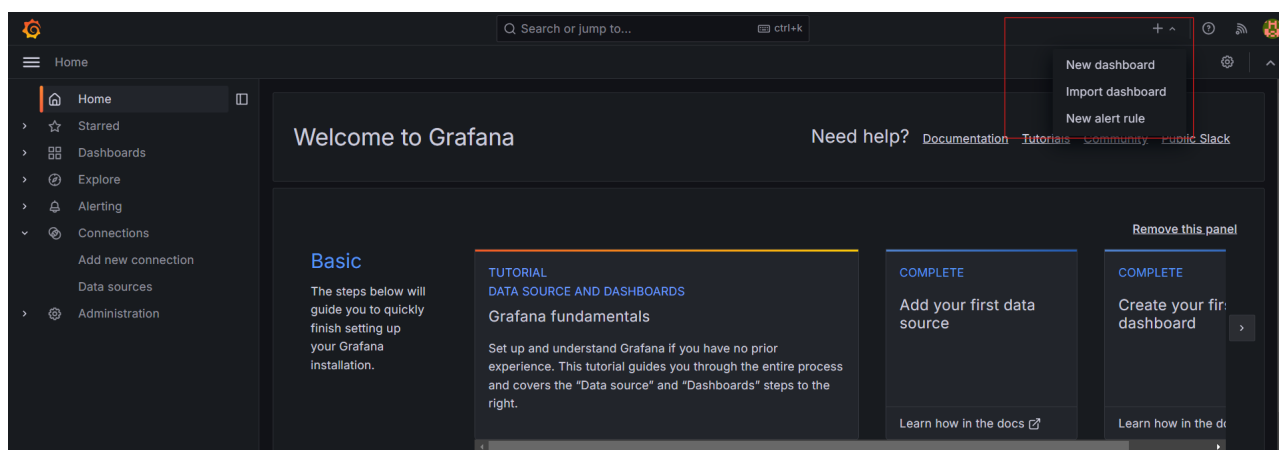 Search or jump to...
ctrl+k
Home
New dashboard
Import dashboard
New alert rule
Home
Starred
Dashboards
Explore
Alerting
Connections
Add new connection
Data sources
Administration
Welcome to Grafana
Need help?
Documentation
Tutorials
Community
Public Slack
Remove this panel
Basic
The steps below will
guide you to quickly
finish setting up
your Grafana
installation.
TUTORIAL
DATA SOURCE AND DASHBOARDS
Grafana fundamentals
Set up and understand Grafana if you have no prior
experience. This tutorial guides you through the entire process
and covers the “Data source” and “Dashboards” steps to the
right.
COMPLETE
Add your first data
source
Learn how in the docs
COMPLETE
Create your firs
dashboard
Learn how in the do